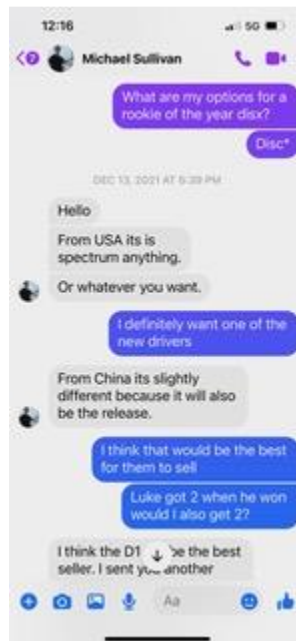 12:16
5G
Michael Sullivan
What are my options for a
rookie of the year disx?
Disc*
DEC 13, 2021 AT 5:39 PM
Hello
From USA its is
spectrum anything.
Or whatever you want.
I definitely want one of the
new drivers
From China its slightly
different because it will also
be the release.
I think that would be the best
for them to sell
Luke got 2 when he won
would I also get 2?
I think the D1 be the best
seller. I sent you another
Aa